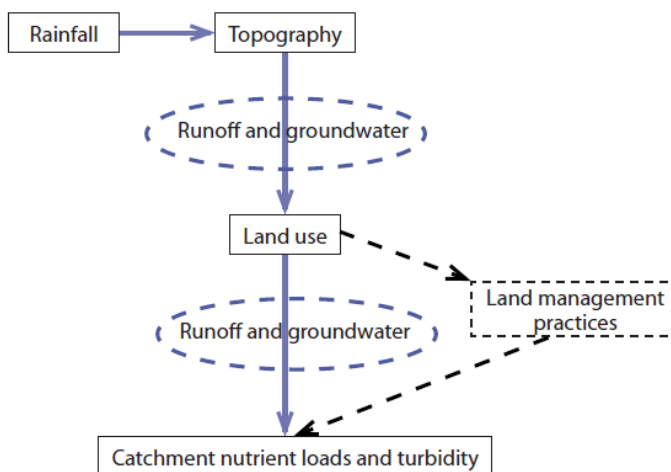 Rainfall
Topography
Runoff and groundwater
Land use
Land management
practices
Runoff and groundwater
Catchment nutrient loads and turbidity